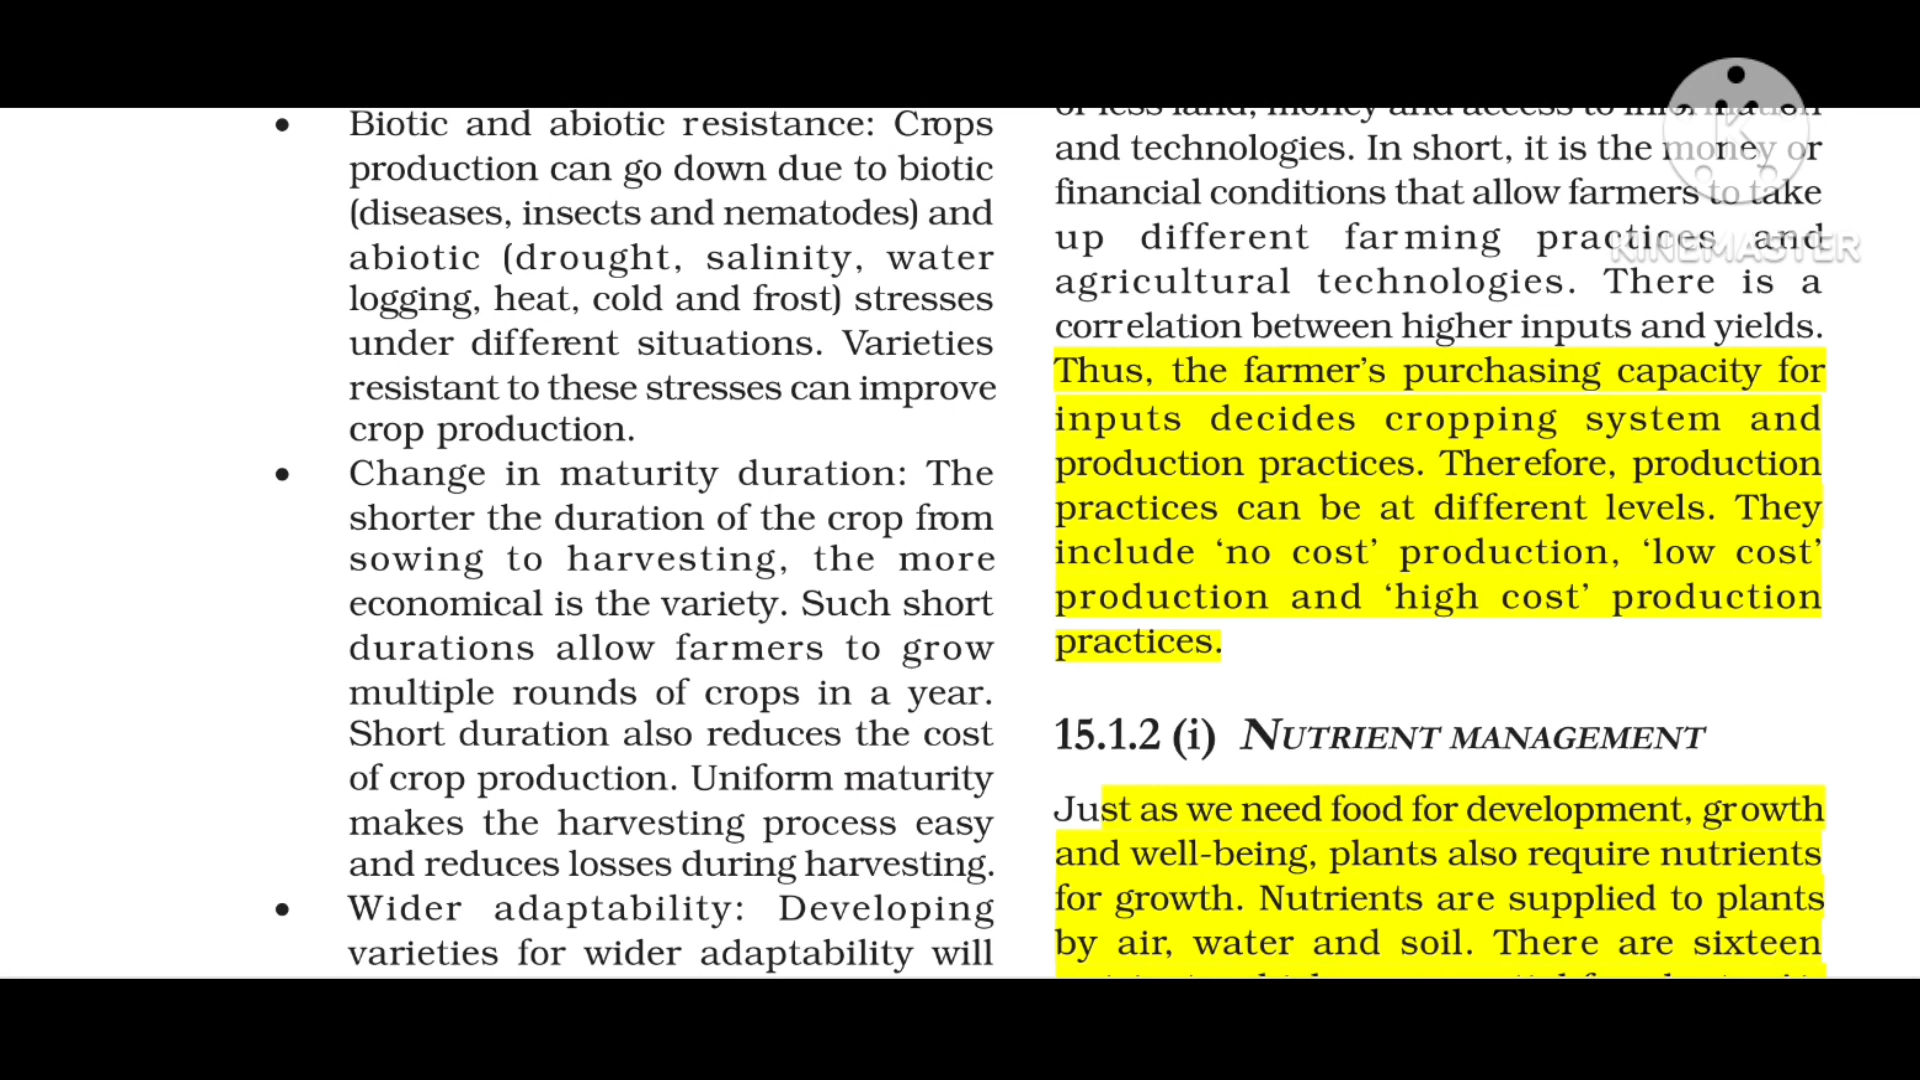 • Biotic and abiotic resistance: Crops
production can go down due to biotic
(diseases, insects and nematodes) and
abiotic (drought, salinity, water
logging, heat, cold and frost) stresses
under different situations. Varieties
resistant to these stresses can improve
crop production.
• Change in maturity duration: The
shorter the duration of the crop from
sowing to harvesting, the more
economical is the variety. Such short
durations allow farmers to grow
multiple rounds of crops in a year.
Short duration also reduces the cost
of crop production. Uniform maturity
makes the harvesting process easy
and reduces losses during harvesting.
• Wider adaptability: Developing
varieties for wider adaptability will
or less land, money and access to information
and technologies. In short, it is the money or
financial conditions that allow farmers to take
up different farming practices and
agricultural technologies. There is a
correlation between higher inputs and yields.
Thus, the farmer's purchasing capacity for
inputs decides cropping system and
production practices. Therefore, production
practices can be at different levels. They
include ‘no cost’ production, ‘low cost’
production and ‘high cost’ production
practices.
15.1.2 (i) NUTRIENT MANAGEMENT
Just as we need food for development, growth
and well-being, plants also require nutrients
for growth. Nutrients are supplied to plants
by air, water and soil. There are sixteen
K
KINEMASTER